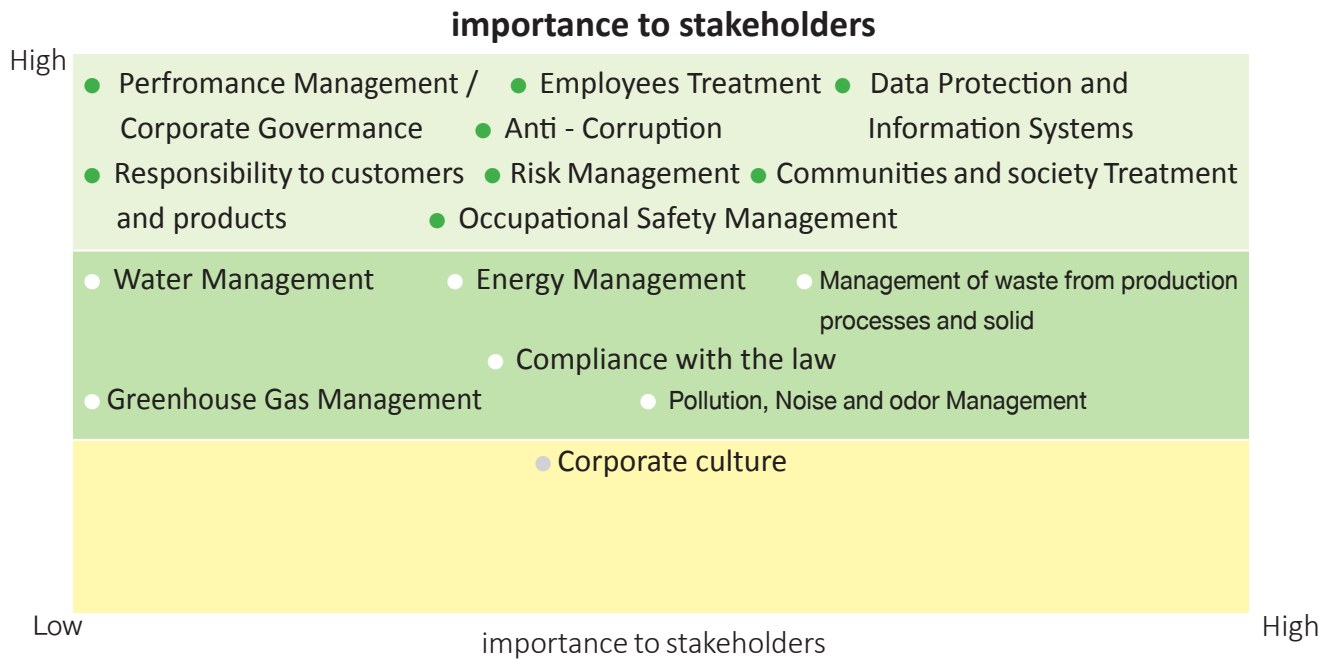 importance to stakeholders
High
Perfromance Management / Employees Treatment Data Protection and
Corporate Govermance Anti - Corruption Information Systems
Responsibility to customers Risk Management Communities and society Treatment
and products Occupational Safety Management
Water Management Energy Management Management of waste from production
processes and solid
Compliance with the law
Greenhouse Gas Management Pollution, Noise and odor Management
Corporate culture
Low High
importance to stakeholders